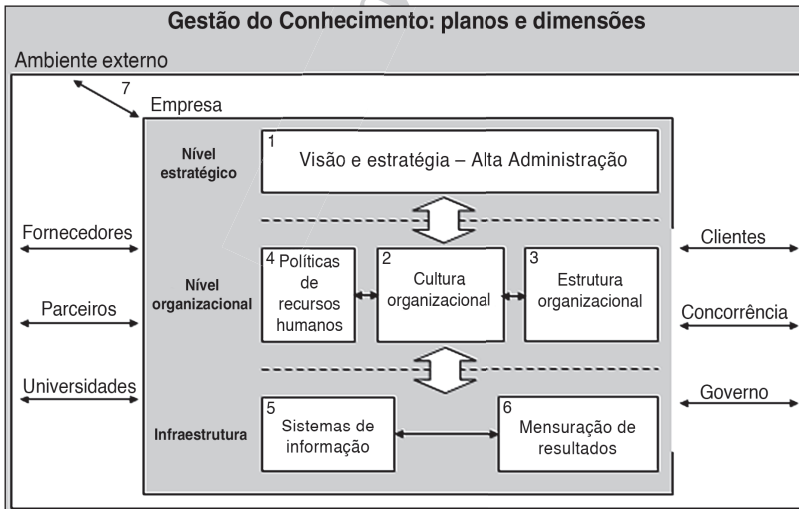 Gestão do Conhecimento: planos e dimensões
Ambiente externo
7
Empresa
Nível
estratégico
1
Visão e estratégia – Alta Administração
Fornecedores
Parceiros
Universidades
Nível
organizacional
4 Políticas
de
recursos
humanos
2
Cultura
organizacional
3
Estrutura
organizacional
Clientes
Concorrência
Governo
Infraestrutura
5
Sistemas de
informação
6
Mensuração de
resultados